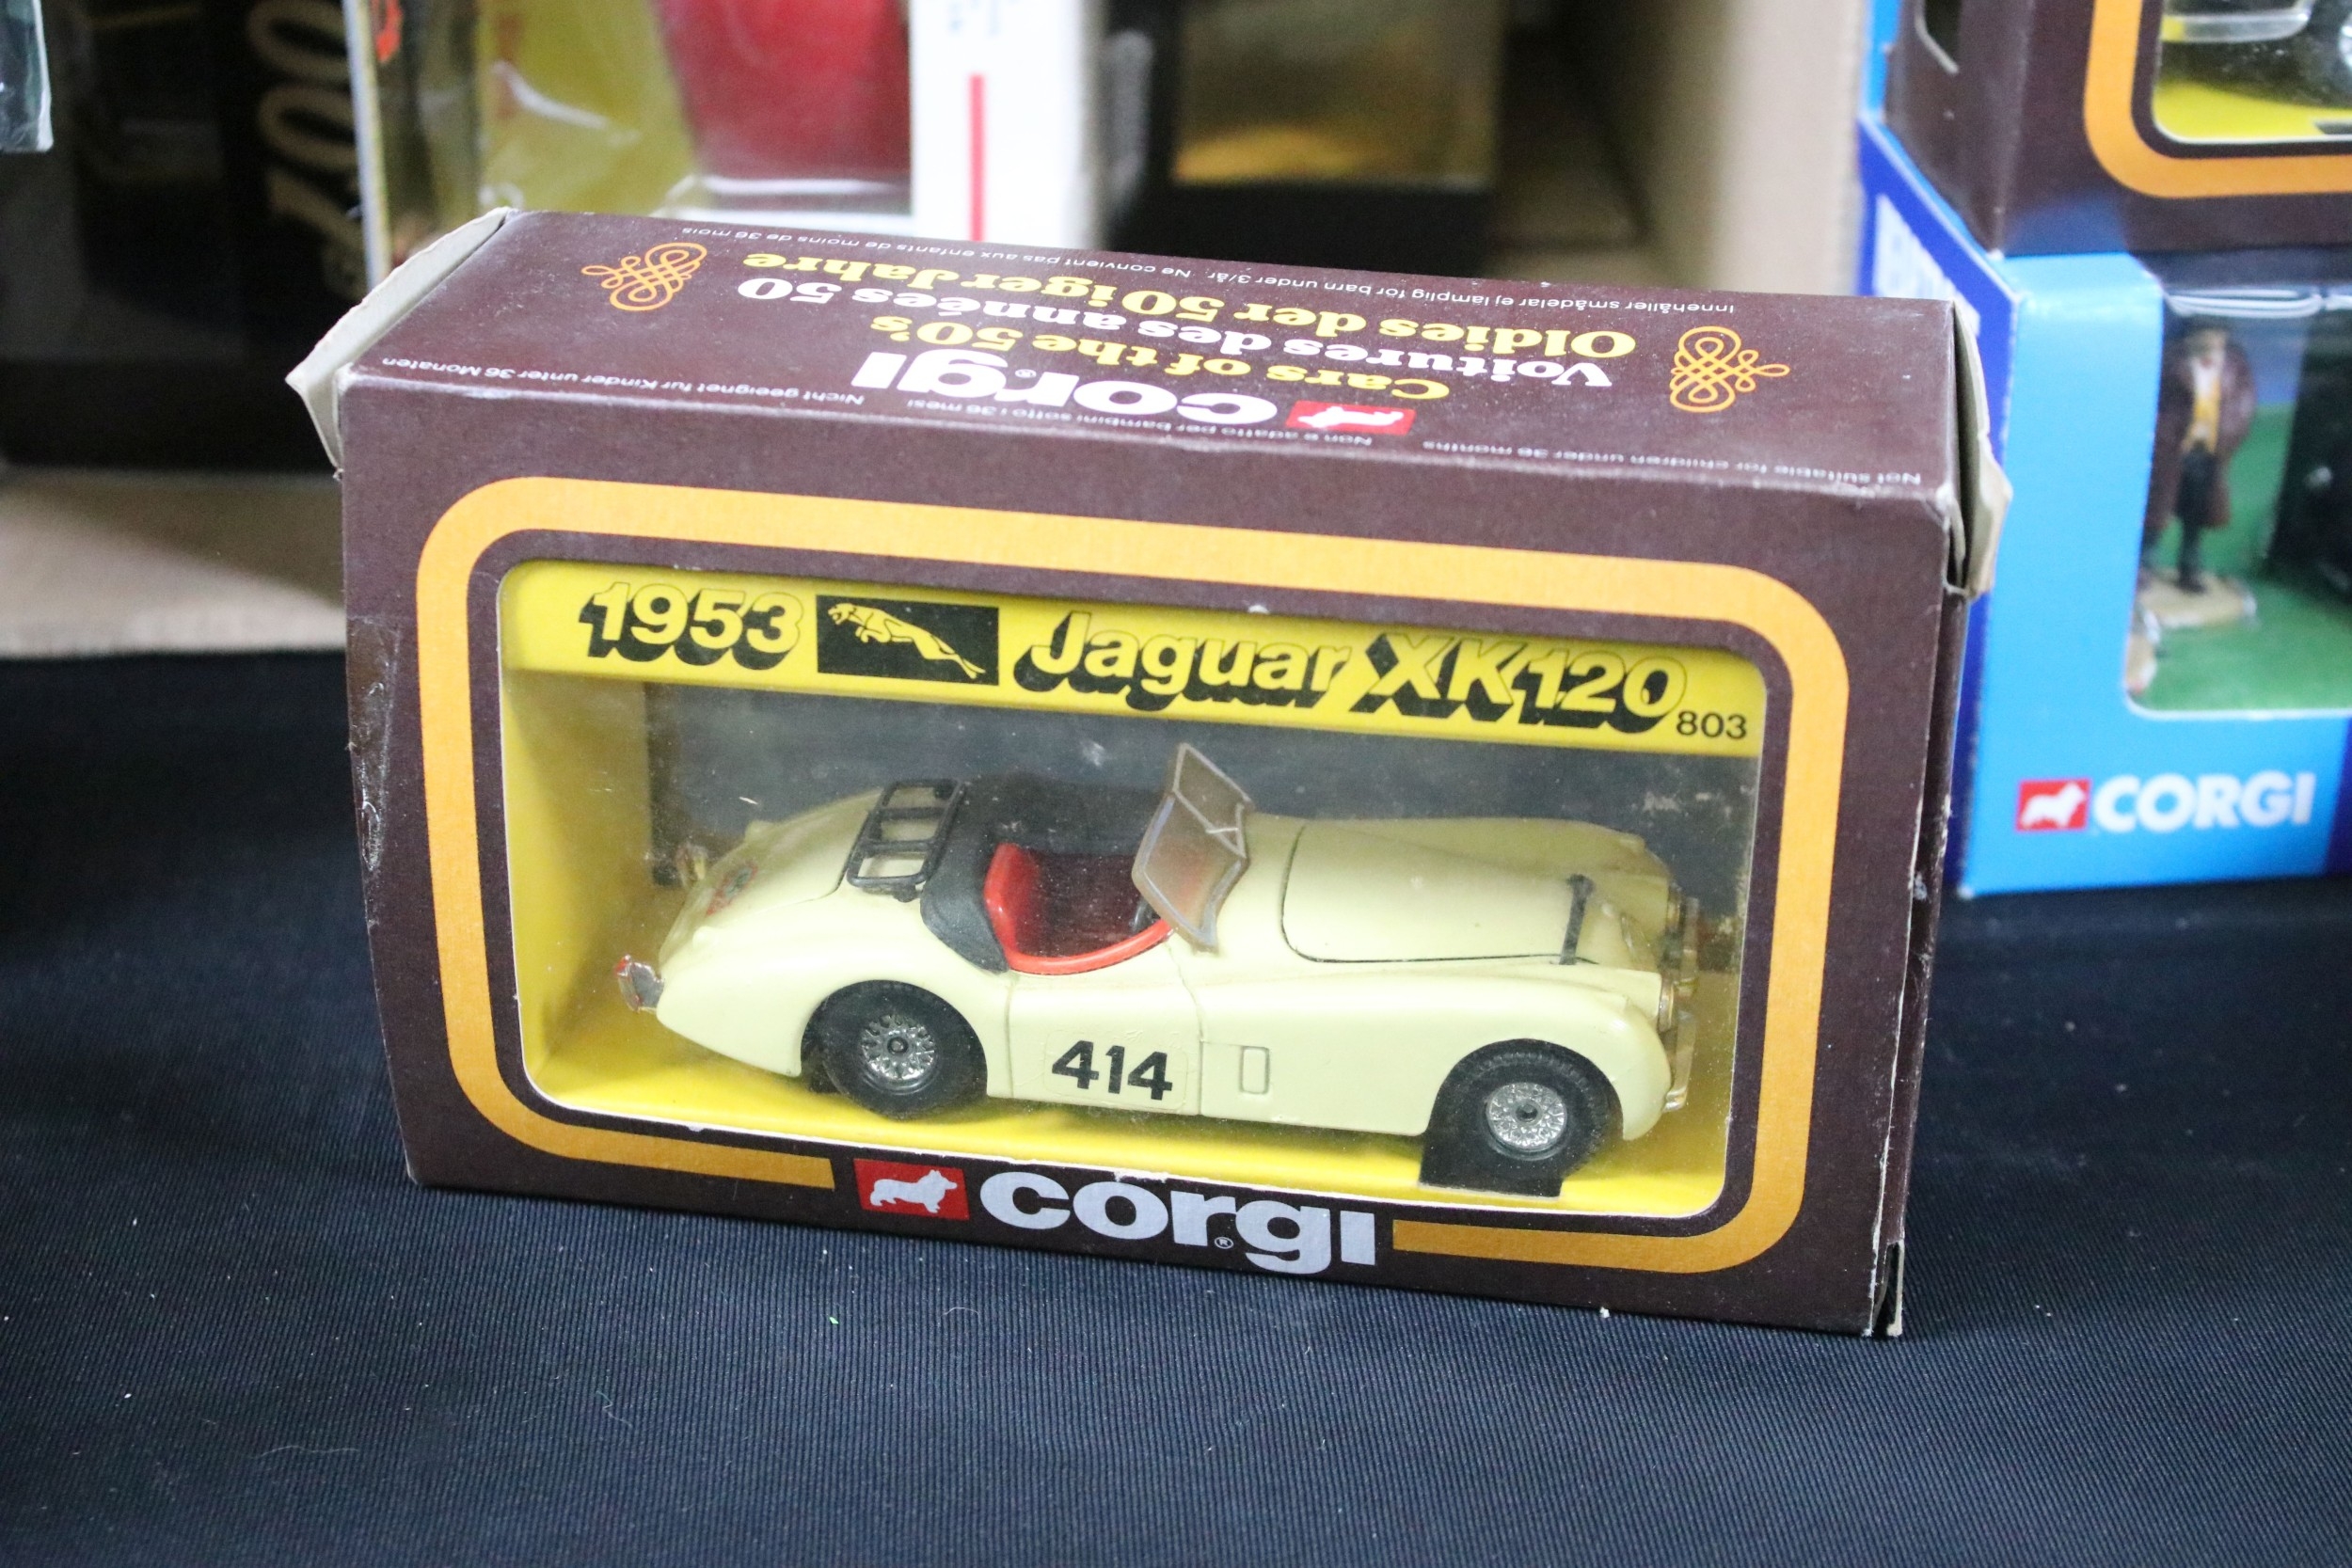 Innehåller smådelar ej lämplig för barn under 3/år. Ne convient pas aux enfants de moins de 36 mois
Oldies der 50iger Jahre
Voitures des années 50
Cars of the 50's
corgi®
Nicht geeignet fur Kinder unter 36 Monaten
Non e adatto per bambini sotto i 36 mesi
Not suitable for children under 36 months
1953 Jaguar XK120
803
414
corgi®
CORGI
007